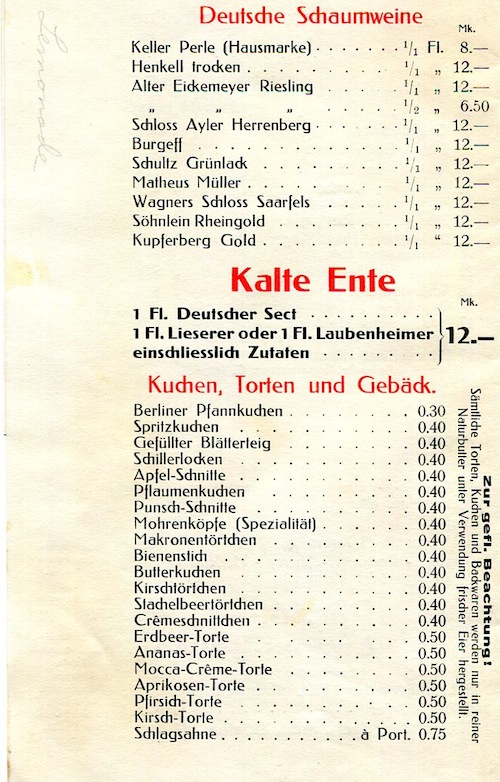 Lemonade
Deutsche Schaumweine
Mk.
Keller Perle (Hausmarke) . . . . . . . 1/1 Fl. 8.—
Henkell trocken . . . . . . . . 1/1 „ 12.—
Alter Eickemeyer Riesling . . . . . 1/1 „ 12.—
„ „ „ . . . . . 1/2 „ 6.50
Schloss Ayler Herrenberg . . . . . 1/1 „ 12.—
Burgeff . . . . . . . . . . . 1/1 „ 12.—
Schultz Grünlack . . . . . . . . 1/1 „ 12.—
Matheus Müller . . . . . . . . 1/1 „ 12.—
Wagners Schloss Saarfels . . . . . 1/1 „ 12.—
Söhnlein Rheingold . . . . . . . 1/1 „ 12.—
Kupferberg Gold . . . . . . . . 1/1 “ 12.—
Kalte Ente
Mk.
1 Fl. Deutscher Sect . . . . . . . . .
1 Fl. Lieserer oder 1 Fl. Laubenheimer 12.—
einschliesslich Zutaten . . . . . . . .
Kuchen, Torten und Gebäck.
Berliner Pfannkuchen . . . . . . . . 0.30
Spritzkuchen . . . . . . . . . . 0.40
Gefüllter Blätterteig . . . . . . . . 0.40
Schillerlocken . . . . . . . . . . 0.40
Apfel-Schnitte . . . . . . . . . . 0.40
Pflaumenkuchen . . . . . . . . . 0.40
Punsch-Schnitte . . . . . . . . . 0.40
Mohrenköpfe (Spezialität) . . . . . . 0.40
Makronentörtchen . . . . . . . . 0.40
Bienenstich . . . . . . . . . . . 0.40
Butterkuchen . . . . . . . . . . 0.40
Kirschtörtchen . . . . . . . . . . 0.40
Stachelbeertörtchen . . . . . . . . 0.40
Crêmeschnittchen . . . . . . . . . 0.40
Erdbeer-Torte . . . . . . . . . . 0.50
Ananas-Torte . . . . . . . . . . 0.50
Mocca-Crême-Torte . . . . . . . . 0.50
Aprikosen-Torte . . . . . . . . . 0.50
Pfirsich-Torte . . . . . . . . . . 0.50
Kirsch-Torte . . . . . . . . . . 0.50
Schlagsahne . . . . . . . . . . . à Port. 0.75
Zur gefl. Beachtung!
Sämtliche Torten, Kuchen und Backwaren werden nur in reiner
Naturbutter unter Verwendung frischer Eier hergestellt.